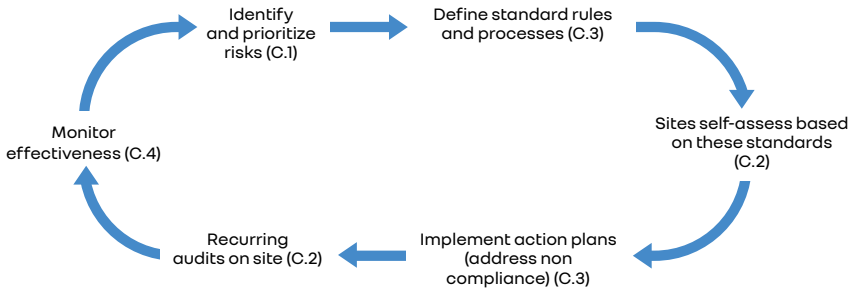 Identify
and prioritize
risks (C.1)
Define standard rules
and processes (C.3)
Sites self-assess based
on these standards
(C.2)
Implement action plans
(address non
compliance) (C.3)
Recurring
audits on site (C.2)
Monitor
effectiveness (C.4)